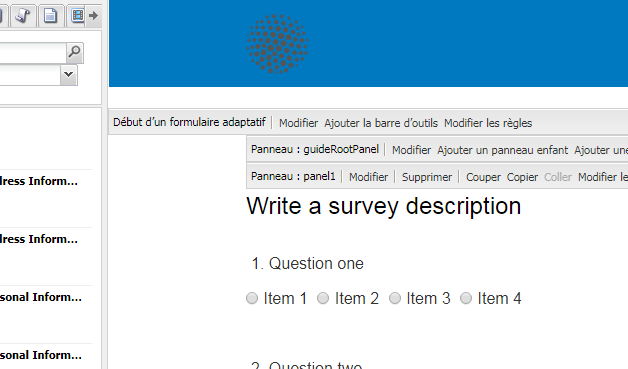 Début d'un formulaire adaptatif Modifier Ajouter la barre d'outils Modifier les règles
Panneau : guideRootPanel Modifier Ajouter un panneau enfant Ajouter une
Panneau : panel1 Modifier Supprimer Couper Copier Coller Modifier le
dress Inform...
Write a survey description
dress Inform...
1. Question one
sonal Inform...
Item 1 Item 2 Item 3 Item 4
sonal Inform...
2. Question two